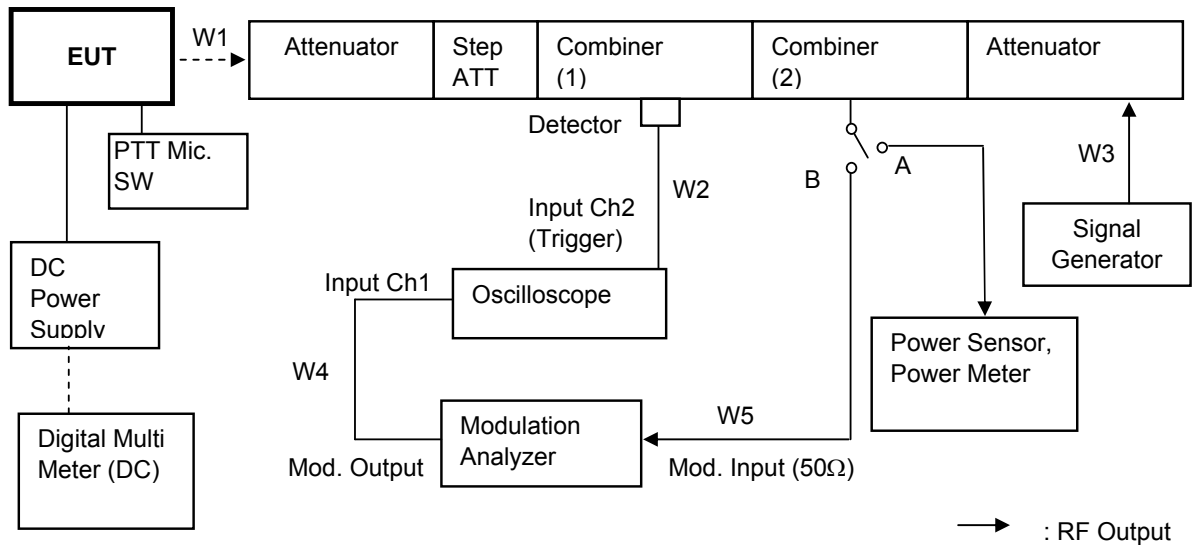 EUT
W1
Attenuator
Step
ATT
Combiner
(1)
Combiner
(2)
Attenuator
PTT Mic.
SW
Detector
W2
B
A
W3
Input Ch2
(Trigger)
Signal
Generator
DC
Power
Supply
Input Ch1
Oscilloscope
Power Sensor,
Power Meter
W4
W5
Digital Multi
Meter (DC)
Modulation
Analyzer
Mod. Output
Mod. Input (50Ω)
: RF Output